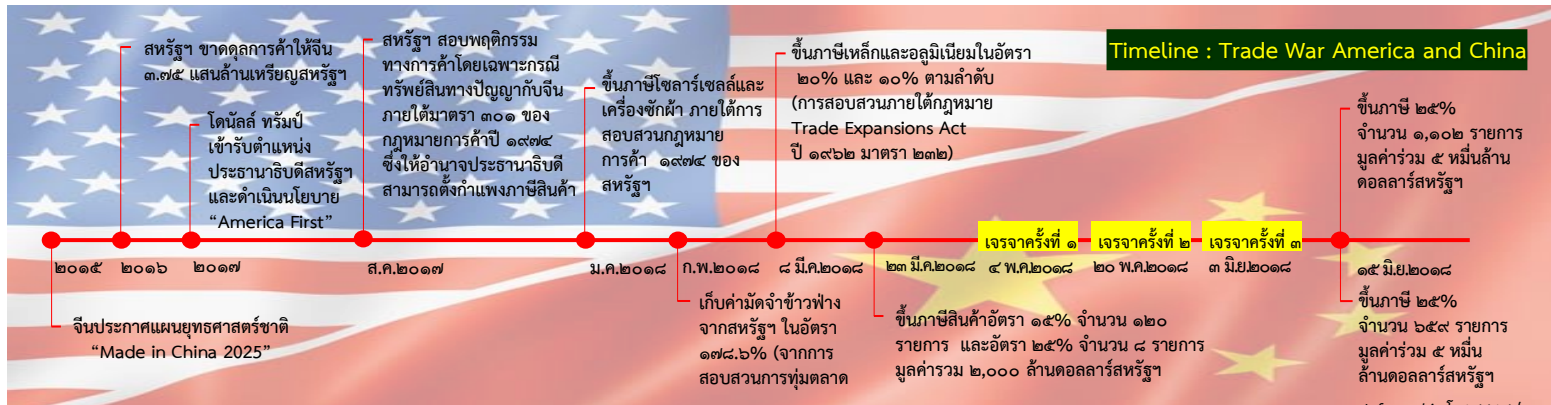 Timeline : Trade War America and China
สหรัฐฯ ขาดดุลการค้าให้จีน
๓.๗๕ แสนล้านเหรียญสหรัฐฯ
โดนัลล์ ทรัมป์
เข้ารับตำแหน่ง
ประธานาธิบดีสหรัฐฯ
และดำเนินนโยบาย
“America First”
สหรัฐฯ สอบพฤติกรรม
ทางการค้าโดยเฉพาะกรณี
ทรัพย์สินทางปัญญากับจีน
ภายใต้มาตรา ๓๐๑ ของ
กฎหมายการค้าปี ๑๙๗๔
ซึ่งให้อำนาจประธานาธิบดี
สามารถตั้งกำแพงภาษีสินค้า
ขึ้นภาษีโซลาร์เซลล์และ
เครื่องซักผ้า ภายใต้การ
สอบสวนกฎหมาย
การค้า ๑๙๗๔ ของ
สหรัฐฯ
ขึ้นภาษีเหล็กและอลูมิเนียมในอัตรา
๒๐% และ ๑๐% ตามลำดับ
(การสอบสวนภายใต้กฎหมาย
Trade Expansions Act
ปี ๑๙๖๒ มาตรา ๒๓๒)
ขึ้นภาษี ๒๕%
จำนวน ๑,๑๐๒ รายการ
มูลค่าร่วม ๕ หมื่นล้าน
ดอลลาร์สหรัฐฯ
เจรจาครั้งที่ ๑
เจรจาครั้งที่ ๒
เจรจาครั้งที่ ๓
๒๐๑๕
๒๐๑๖
๒๐๑๗
ส.ค.๒๐๑๗
ม.ค.๒๐๑๘
ก.พ.๒๐๑๘
๘ มี.ค.๒๐๑๘
๒๓ มี.ค.๒๐๑๘
๔ พ.ค.๒๐๑๘
๒๐ พ.ค.๒๐๑๘
๓ มิ.ย.๒๐๑๘
๑๕ มิ.ย.๒๐๑๘
จีนประกาศแผนยุทธศาสตร์ชาติ
“Made in China 2025”
เก็บค่ามัดจำข้าวฟ่าง
จากสหรัฐฯ ในอัตรา
๑๗๘.๖% (จากการ
สอบสวนการทุ่มตลาด
ขึ้นภาษีสินค้าอัตรา ๑๕% จำนวน ๑๒๐
รายการ และอัตรา ๒๕% จำนวน ๘ รายการ
มูลค่ารวม ๒,๐๐๐ ล้านดอลลาร์สหรัฐฯ
ขึ้นภาษี ๒๕%
จำนวน ๖๕๙ รายการ
มูลค่าร่วม ๕ หมื่น
ล้านดอลลาร์สหรัฐฯ